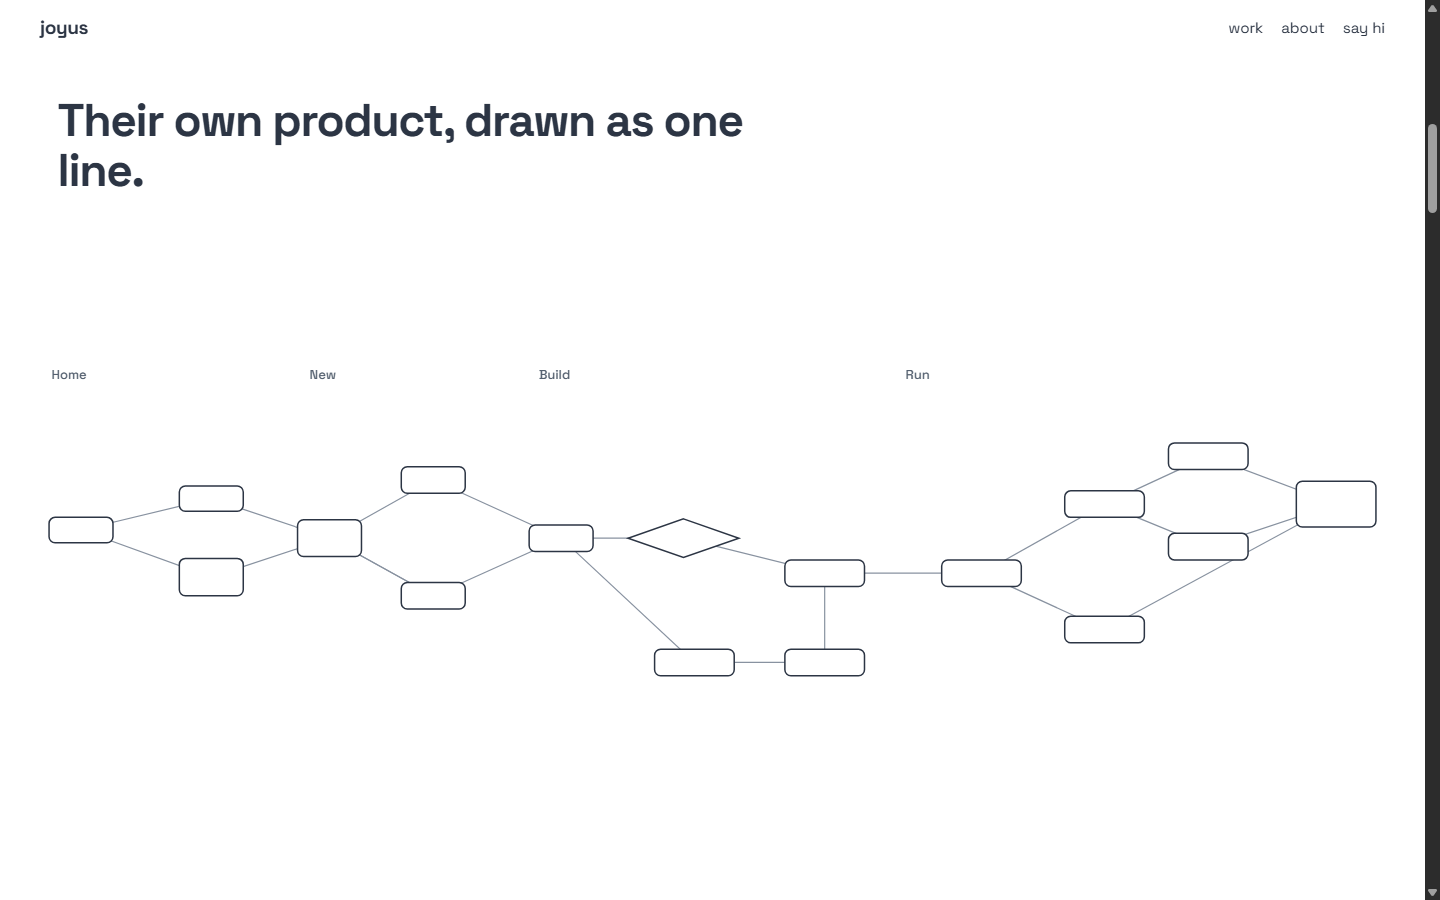 joyus
work about say hi
Their own product, drawn as one
line.
Home New Build Run